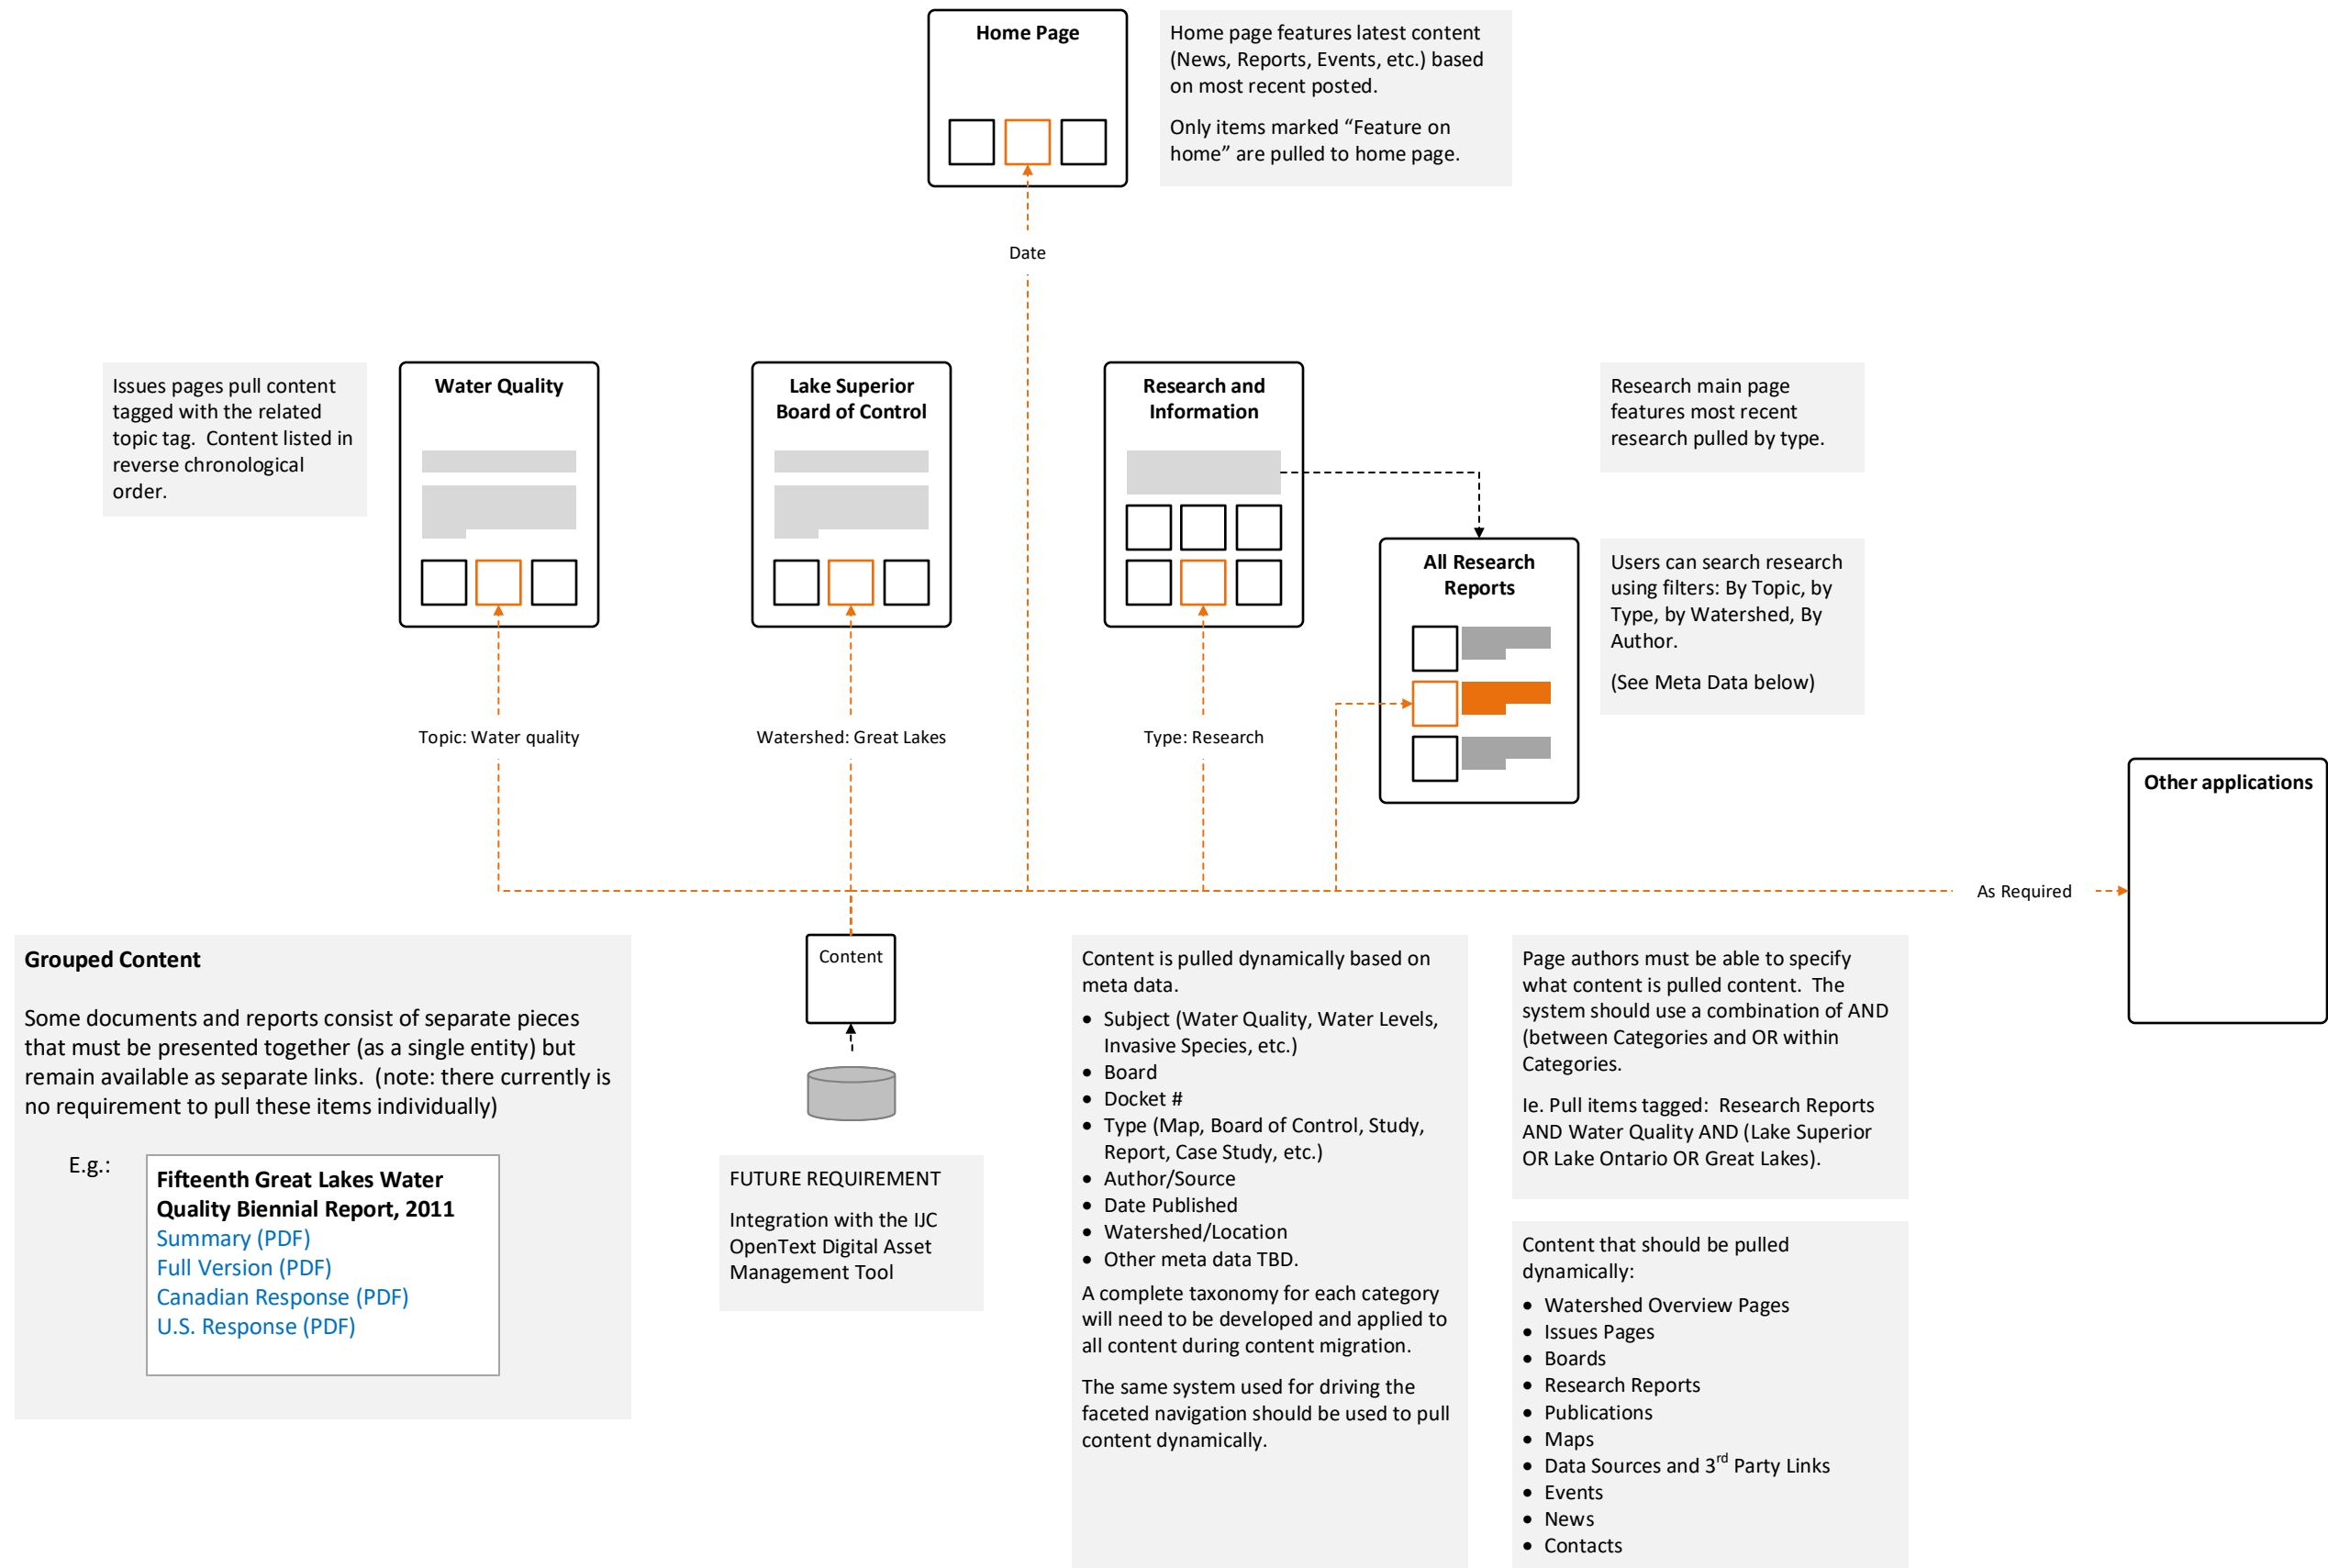 Home Page
Home page features latest content
(News, Reports, Events, etc.) based
on most recent posted.
Only items marked “Feature on
home” are pulled to home page.
Date
Issues pages pull content
tagged with the related
topic tag.  Content listed in
reverse chronological
order.
Water Quality
Lake Superior
Board of Control
Research and
Information
Research main page
features most recent
research pulled by type.
All Research
Reports
Users can search research
using filters: By Topic, by
Type, by Watershed, By
Author.
(See Meta Data below)
Topic: Water quality
Watershed: Great Lakes
Type: Research
Other applications
As Required
Grouped Content
Some documents and reports consist of separate pieces
that must be presented together (as a single entity) but
remain available as separate links.  (note: there currently is
no requirement to pull these items individually)
E.g.:
Fifteenth Great Lakes Water
Quality Biennial Report, 2011
Summary (PDF)
Full Version (PDF)
Canadian Response (PDF)
U.S. Response (PDF)
Content
FUTURE REQUIREMENT
Integration with the IJC
OpenText Digital Asset
Management Tool
Content is pulled dynamically based on
meta data.
• Subject (Water Quality, Water Levels,
Invasive Species, etc.)
• Board
• Docket #
• Type (Map, Board of Control, Study,
Report, Case Study, etc.)
• Author/Source
• Date Published
• Watershed/Location
• Other meta data TBD.
A complete taxonomy for each category
will need to be developed and applied to
all content during content migration.
The same system used for driving the
faceted navigation should be used to pull
content dynamically.
Page authors must be able to specify
what content is pulled content.  The
system should use a combination of AND
(between Categories and OR within
Categories.
Ie. Pull items tagged:  Research Reports
AND Water Quality AND (Lake Superior
OR Lake Ontario OR Great Lakes).
Content that should be pulled
dynamically:
• Watershed Overview Pages
• Issues Pages
• Boards
• Research Reports
• Publications
• Maps
• Data Sources and 3rd Party Links
• Events
• News
• Contacts